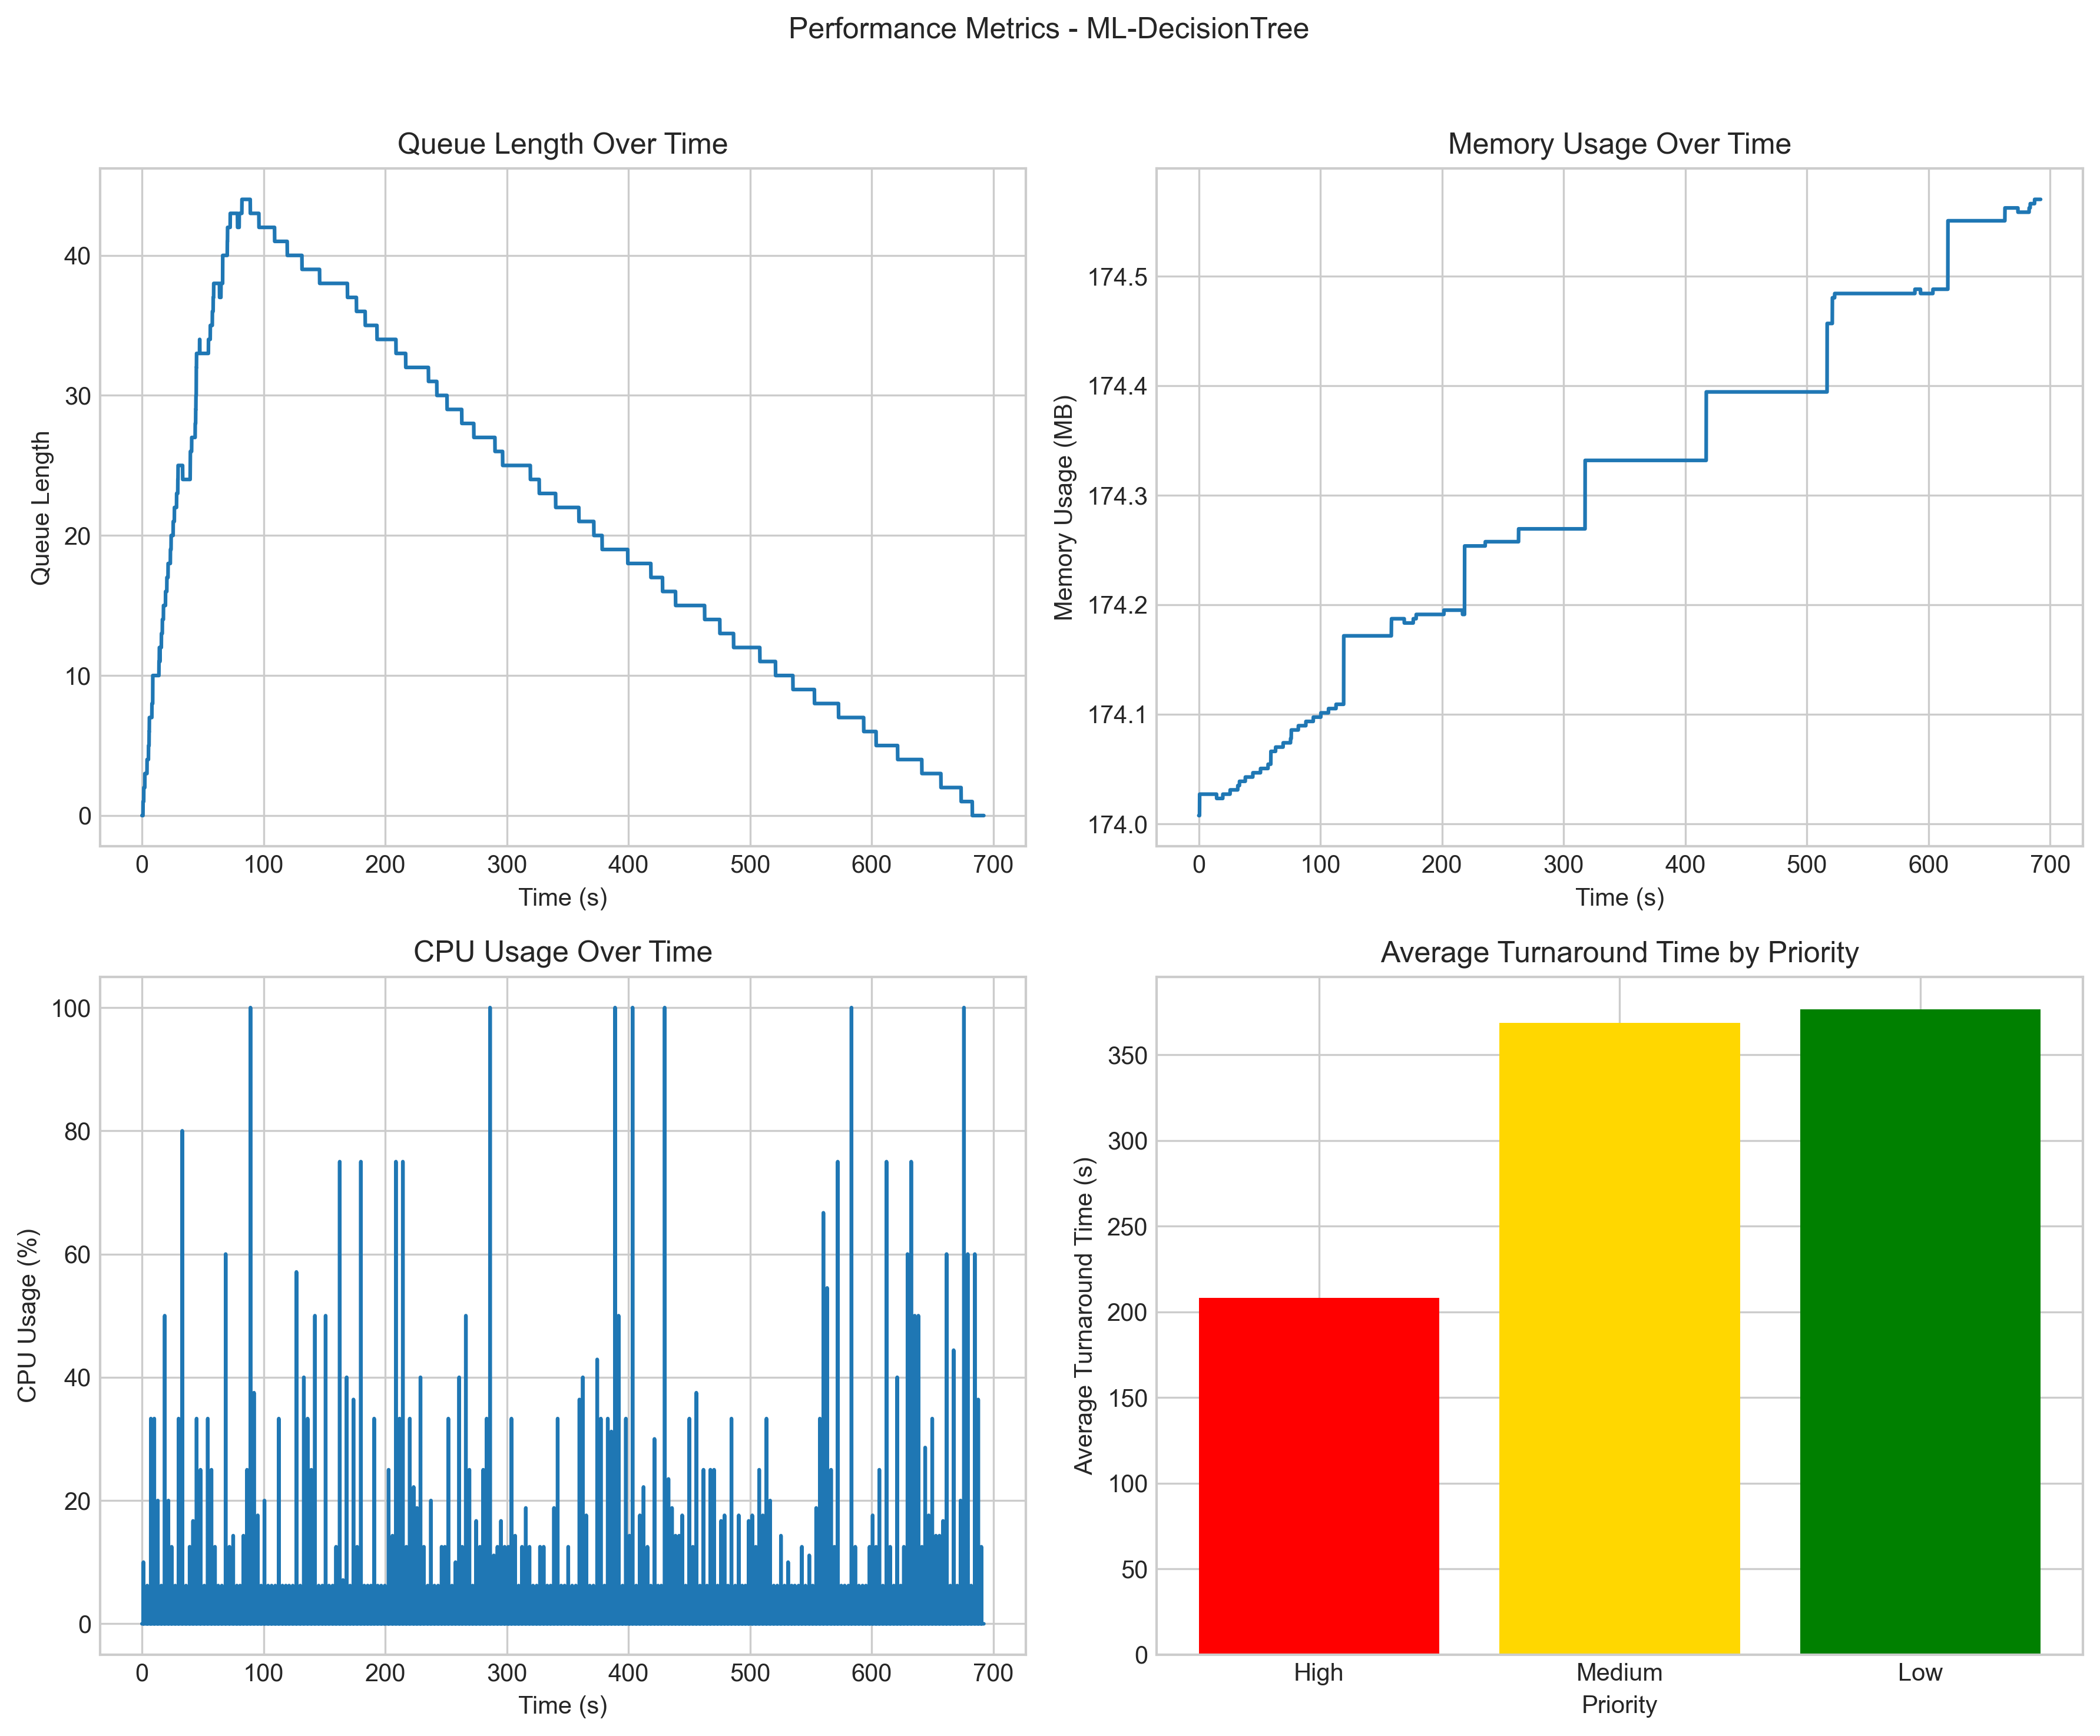 Performance Metrics - ML-DecisionTree
Queue Length Over Time
Queue Length
40
30
20
10
0
0 100 200 300 400 500 600 700
Time (s)
Memory Usage Over Time
Memory Usage (MB)
174.5
174.4
174.3
174.2
174.1
174.0
0 100 200 300 400 500 600 700
Time (s)
CPU Usage Over Time
CPU Usage (%)
100
80
60
40
20
0
0 100 200 300 400 500 600 700
Time (s)
Average Turnaround Time by Priority
Average Turnaround Time (s)
350
300
250
200
150
100
50
0
High Medium Low
Priority